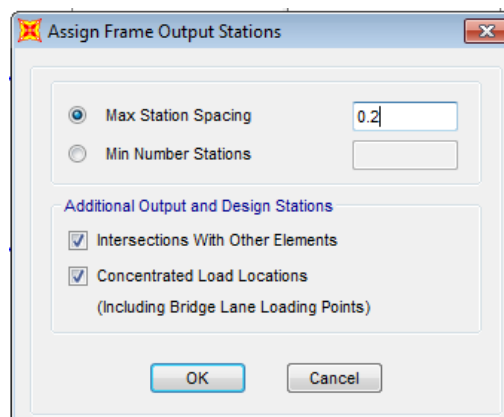 Assign Frame Output Stations
Max Station Spacing 0.2
Min Number Stations
Additional Output and Design Stations
Intersections With Other Elements
Concentrated Load Locations
(Including Bridge Lane Loading Points)
OK Cancel